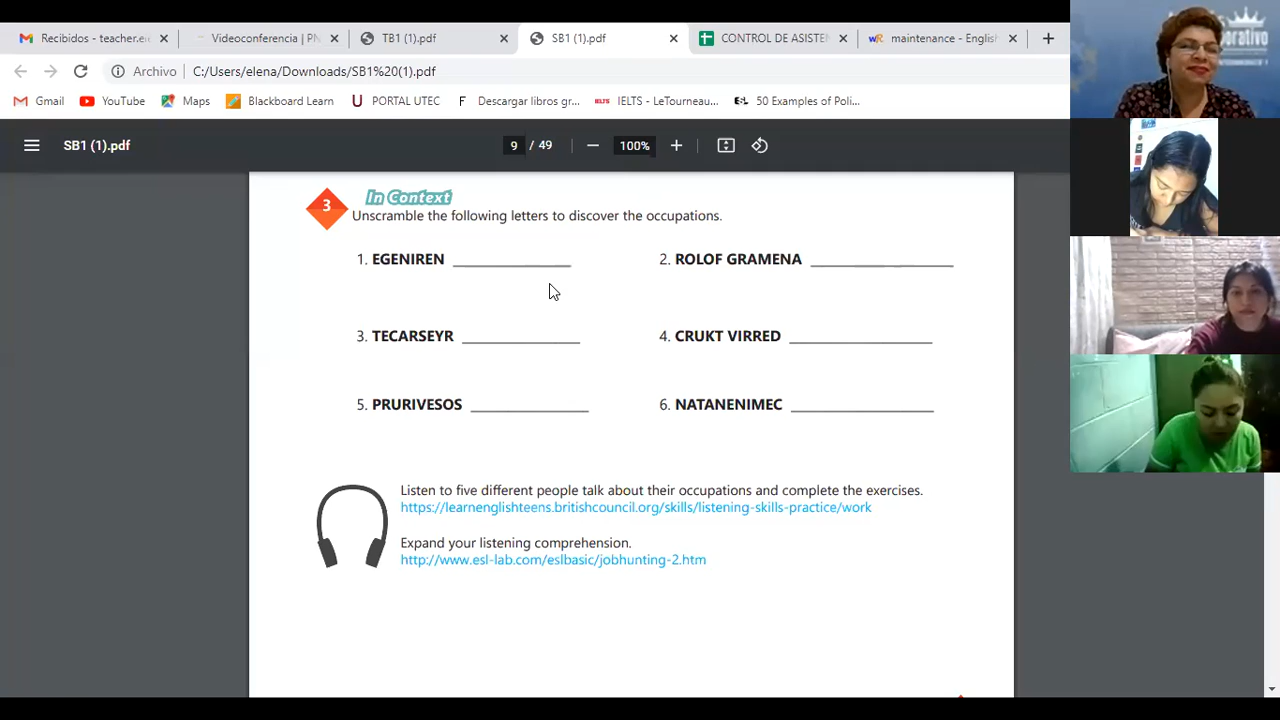 Recibidos - teacher.el
Videoconferencia | PN
TB1 (1).pdf
SB1 (1).pdf
CONTROL DE ASISTEN
maintenance - English
Archivo
C:/Users/elena/Downloads/SB1%20(1).pdf
Gmail
YouTube
Maps
Blackboard Learn
PORTAL UTEC
Descargar libros gr...
IELTS - LeTourneau...
50 Examples of Poli...
SB1 (1).pdf
9 / 49
100%
3
In Context
Unscramble the following letters to discover the occupations.
1. EGENIREN
2. ROLOF GRAMENA
3. TECARSEYR
4. CRUKT VIRRED
5. PRURIVESOS
6. NATANENIMEC
Listen to five different people talk about their occupations and complete the exercises.
https://learnenglishteens.britishcouncil.org/skills/listening-skills-practice/work
Expand your listening comprehension.
http://www.esl-lab.com/eslbasic/jobhunting-2.htm